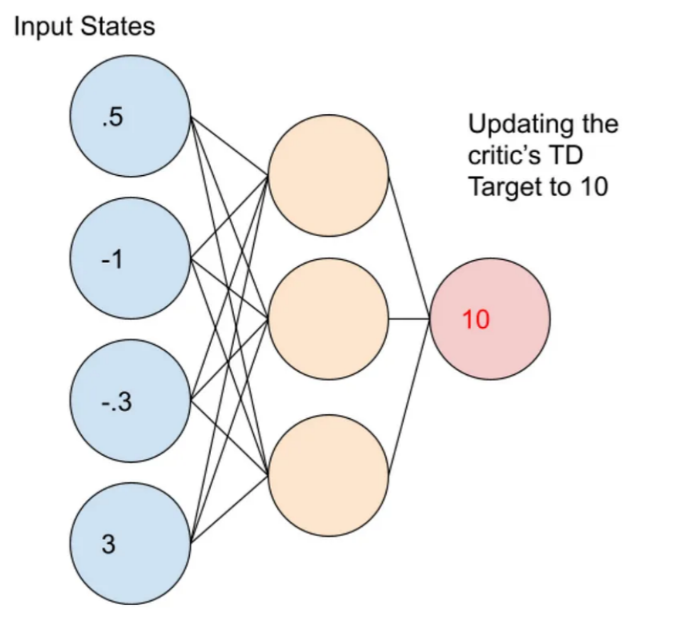 Input States
.5
-1
-.3
3
Updating the
critic's TD
Target to 10
10